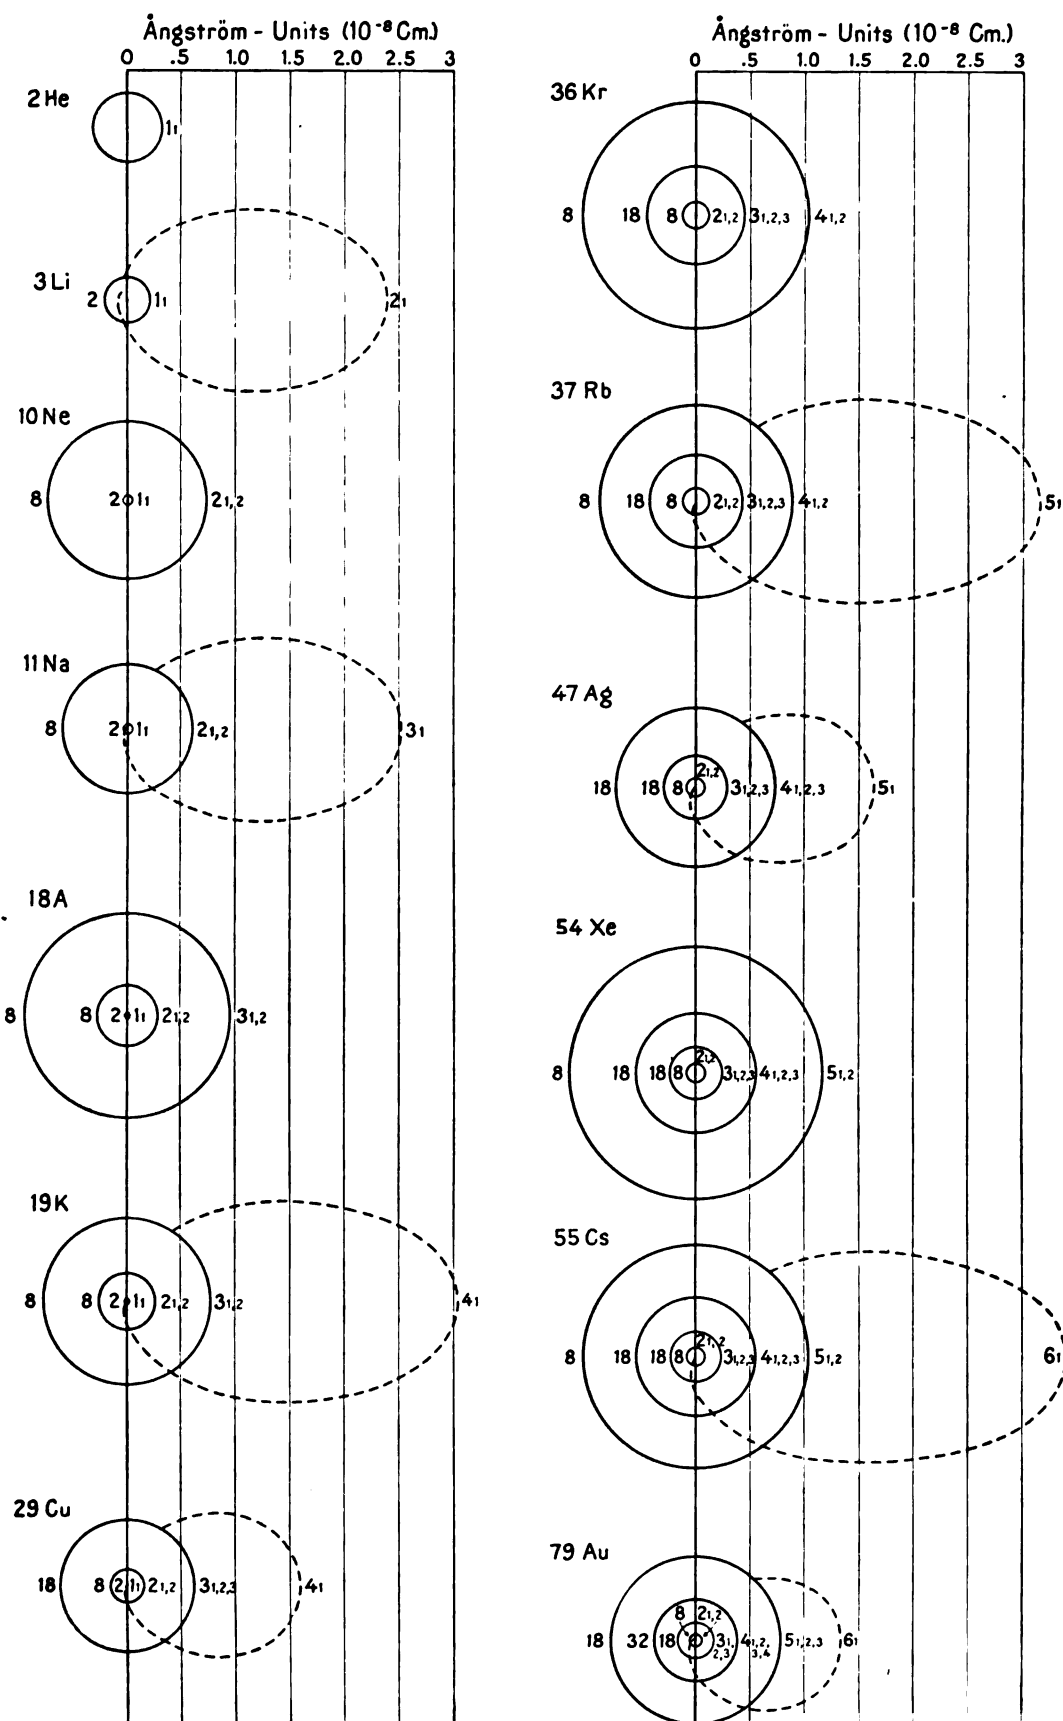 Ångström - Units (10⁻⁸ Cm.)
0 .5 1.0 1.5 2.0 2.5 3
2 He
1₁
3 Li
2 1₁ 2₁
10 Ne
8 2 1₁ 2₁,₂
11 Na
8 2 1₁ 2₁,₂ 3₁
18 A
8 8 2 1₁ 2₁,₂ 3₁,₂
19 K
8 8 2 1₁ 2₁,₂ 3₁,₂ 4₁
29 Cu
18 8 2 1₁ 2₁,₂ 3₁,₂,₃ 4₁
Ångström - Units (10⁻⁸ Cm.)
0 .5 1.0 1.5 2.0 2.5 3
36 Kr
8 18 8 2₁,₂ 3₁,₂,₃ 4₁,₂
37 Rb
8 18 8 2₁,₂ 3₁,₂,₃ 4₁,₂ 5₁
47 Ag
2₁,₂
18 18 8 3₁,₂,₃ 4₁,₂,₃ 5₁
54 Xe
2₁,₂
8 18 18 8 3₁,₂,₃ 4₁,₂,₃ 5₁,₂
55 Cs
2₁,₂
8 18 18 8 3₁,₂,₃ 4₁,₂,₃ 5₁,₂ 6₁
79 Au
8 2₁,₂
18 32 18 3₁, 4₁,₂, 5₁,₂,₃ 6₁
₂,₃ ₃,₄